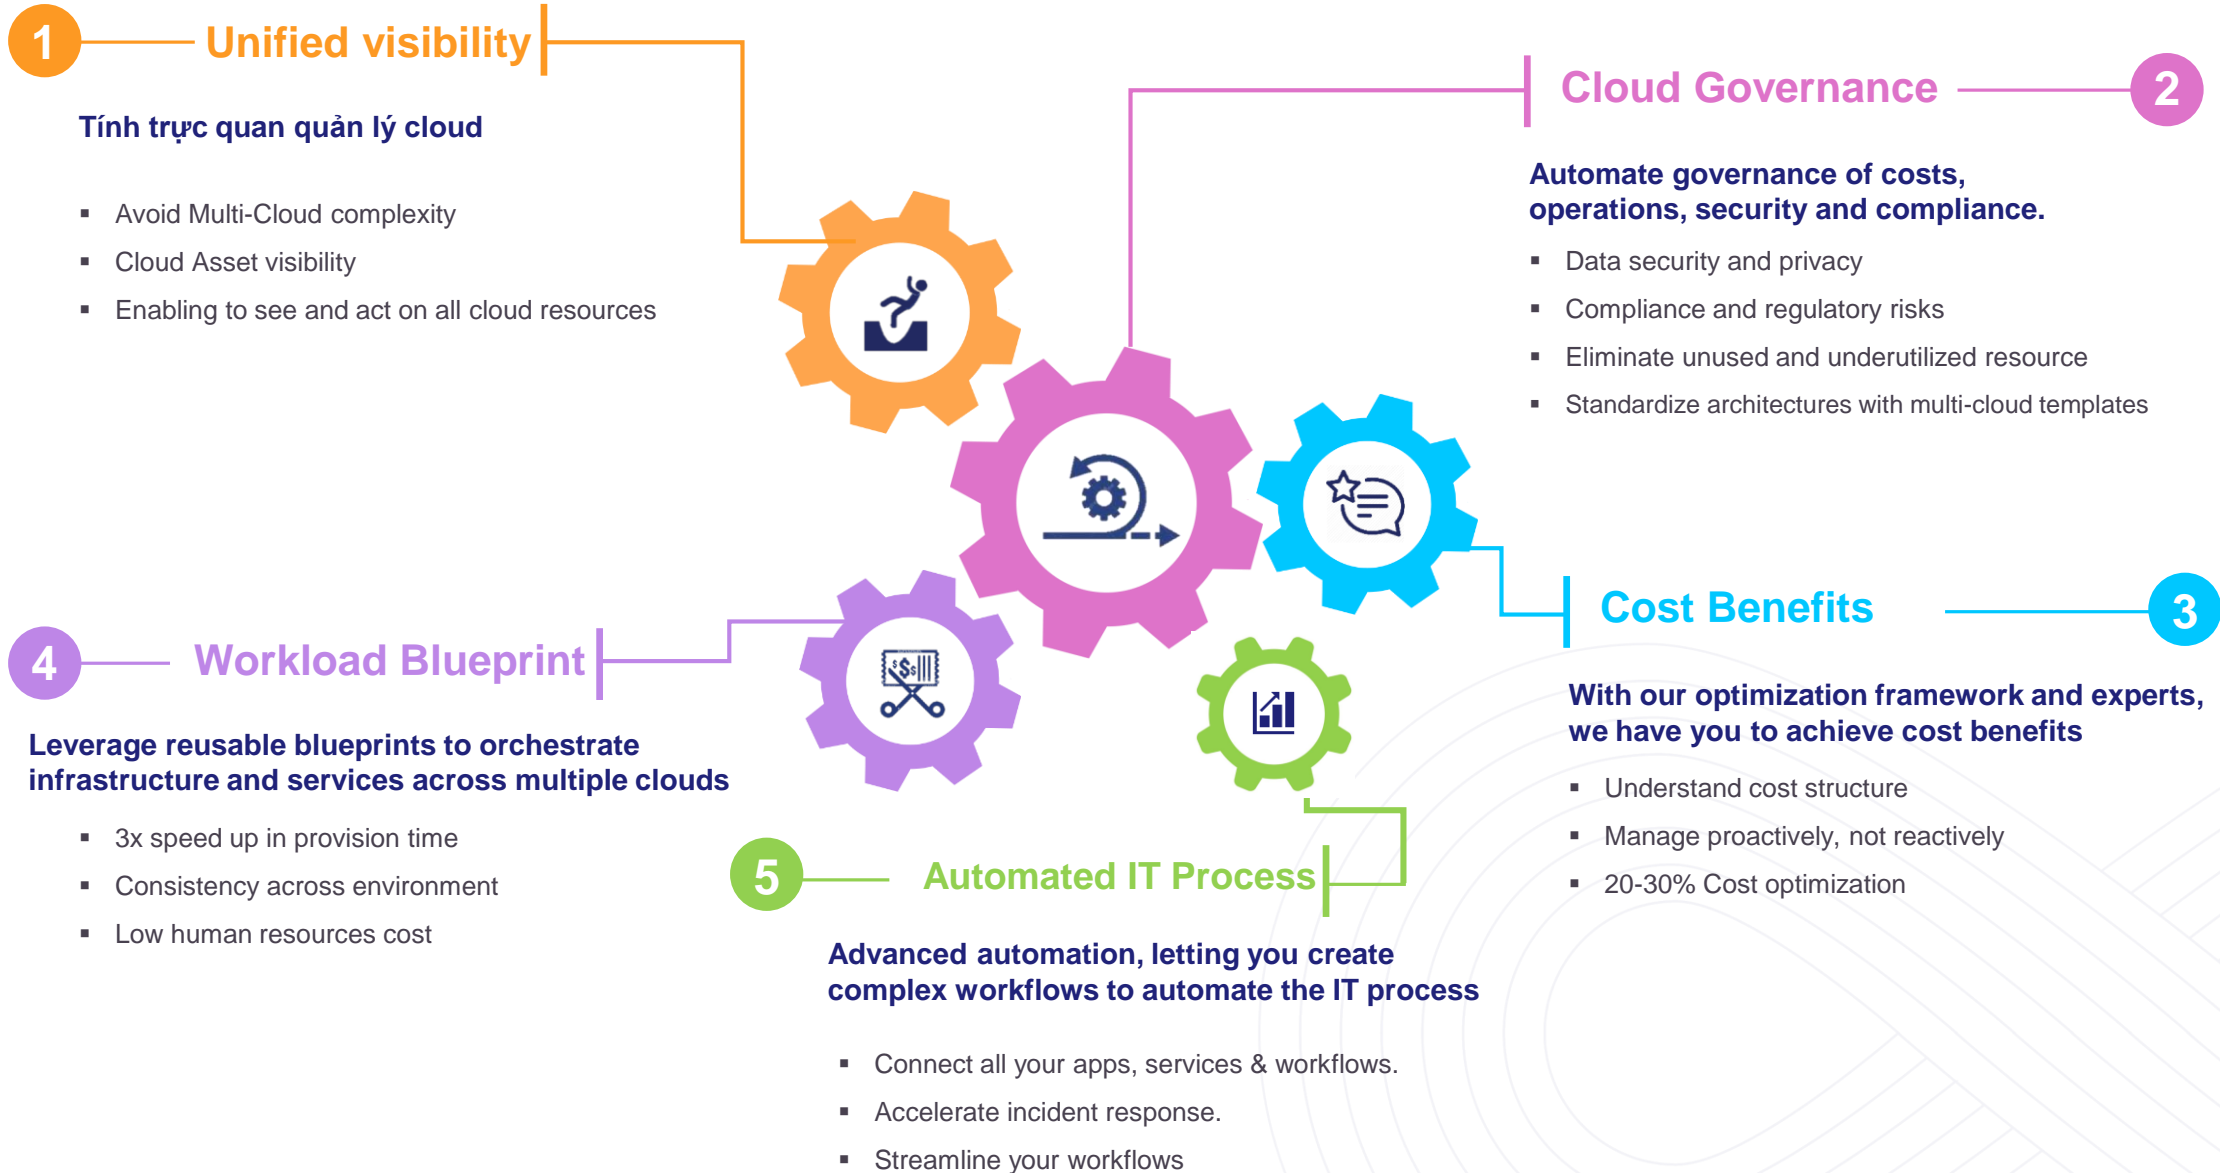 1
Unified visibility
Tính trực quan quản lý cloud
▪ Avoid Multi-Cloud complexity
▪ Cloud Asset visibility
▪ Enabling to see and act on all cloud resources
Cloud Governance
2
Automate governance of costs,
operations, security and compliance.
▪ Data security and privacy
▪ Compliance and regulatory risks
▪ Eliminate unused and underutilized resource
▪ Standardize architectures with multi-cloud templates
Cost Benefits
3
With our optimization framework and experts,
we have you to achieve cost benefits
▪ Understand cost structure
▪ Manage proactively, not reactively
▪ 20-30% Cost optimization
4
Workload Blueprint
Leverage reusable blueprints to orchestrate
infrastructure and services across multiple clouds
▪ 3x speed up in provision time
▪ Consistency across environment
▪ Low human resources cost
5
Automated IT Process
Advanced automation, letting you create
complex workflows to automate the IT process
▪ Connect all your apps, services & workflows.
▪ Accelerate incident response.
▪ Streamline your workflows